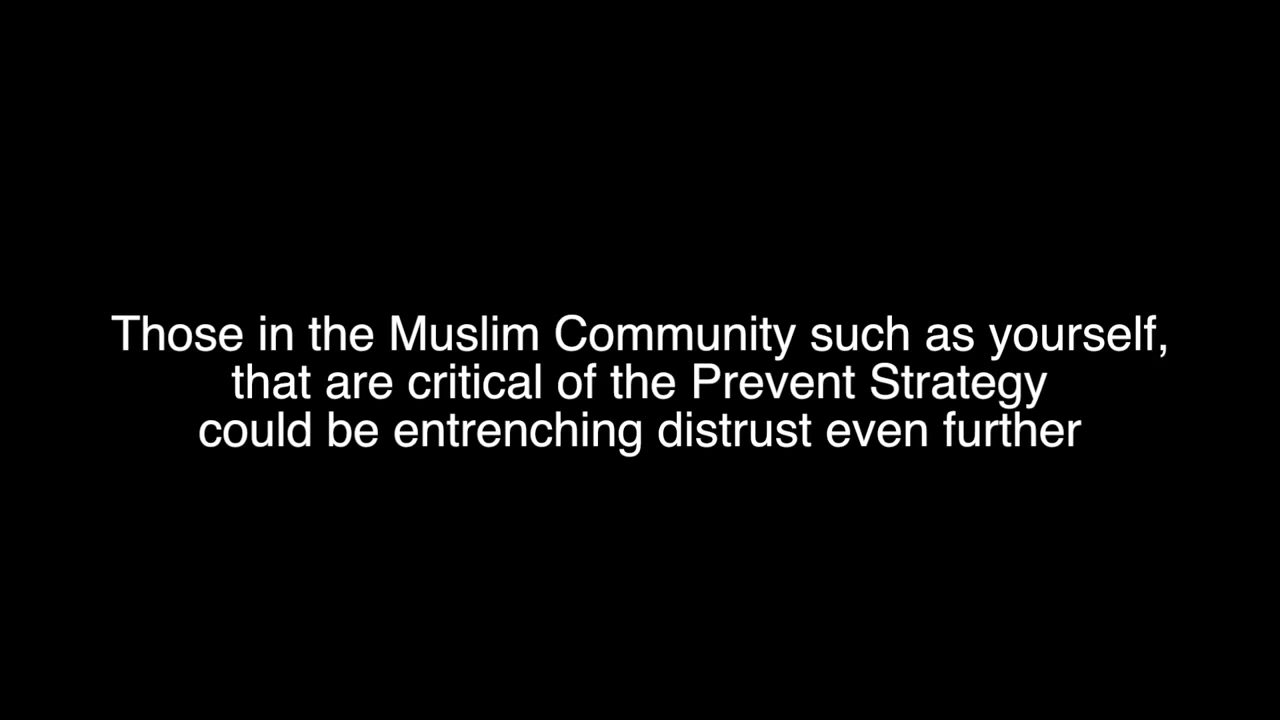 Those in the Muslim Community such as yourself,
that are critical of the Prevent Strategy
could be entrenching distrust even further